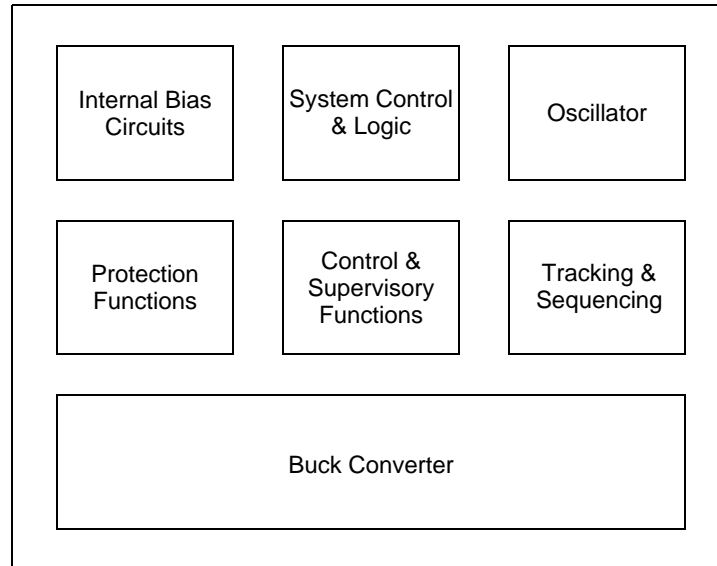 Internal Bias
Circuits
System Control
& Logic
Oscillator
Protection
Functions
Control &
Supervisory
Functions
Tracking &
Sequencing
Buck Converter